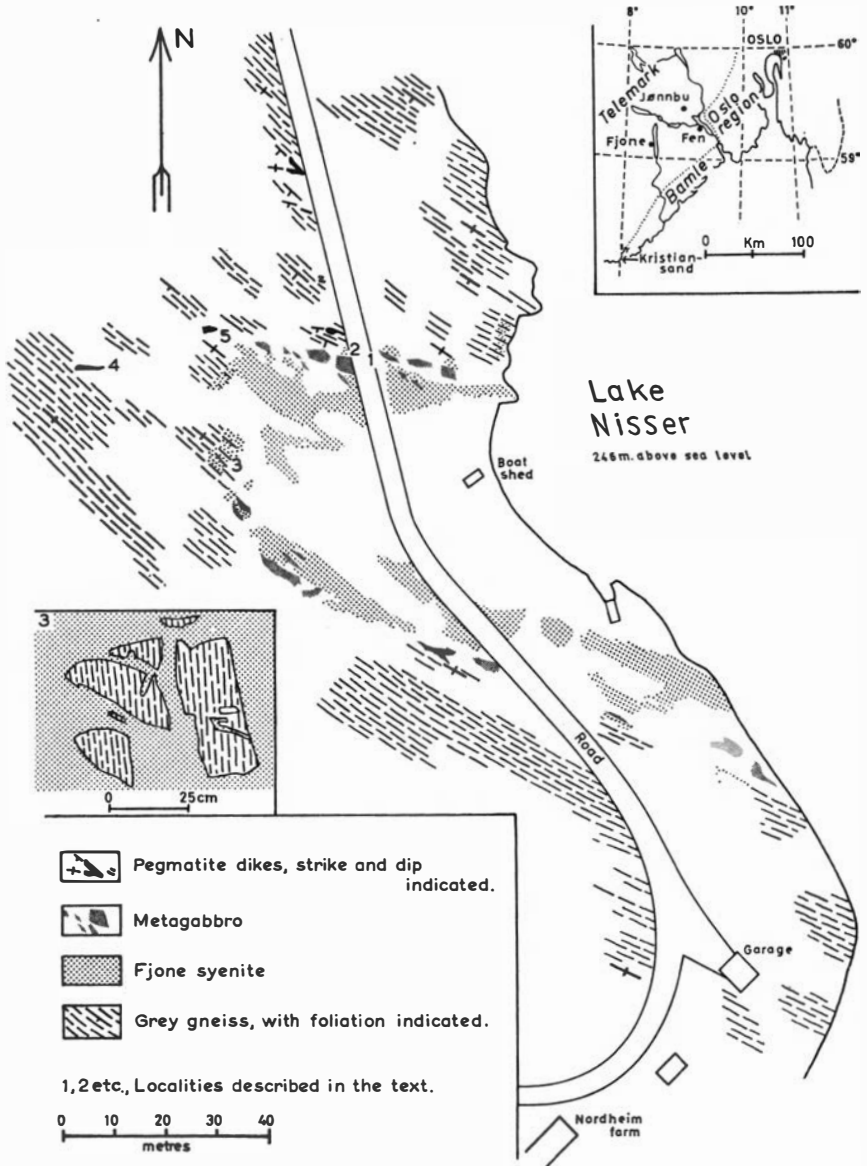 N
8°
10°
11°
OSLO
60°
Telemark
Jønnbu
Oslo region
Fen
Fjone
59°
Bamle
0 Km 100
Kristian-
sand
5
4
2
1
Lake
Nisser
246m. above sea level
Boat
shed
3
3
0 25cm
Road
Pegmatite dikes, strike and dip
indicated.
Metagabbro
Fjone syenite
Grey gneiss, with foliation indicated.
1, 2 etc., Localities described in the text.
0 10 20 30 40
metres
Garage
Nordheim
farm